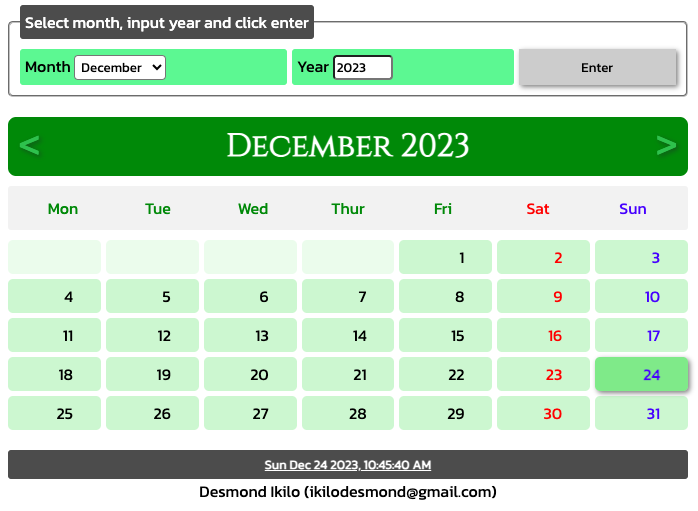 Select month, input year and click enter
Month December Year 2023 Enter
< December 2023 >
Mon Tue Wed Thur Fri Sat Sun
1 2 3
4 5 6 7 8 9 10
11 12 13 14 15 16 17
18 19 20 21 22 23 24
25 26 27 28 29 30 31
Sun Dec 24 2023, 10:45:40 AM
Desmond Ikilo (ikilodesmond@gmail.com)